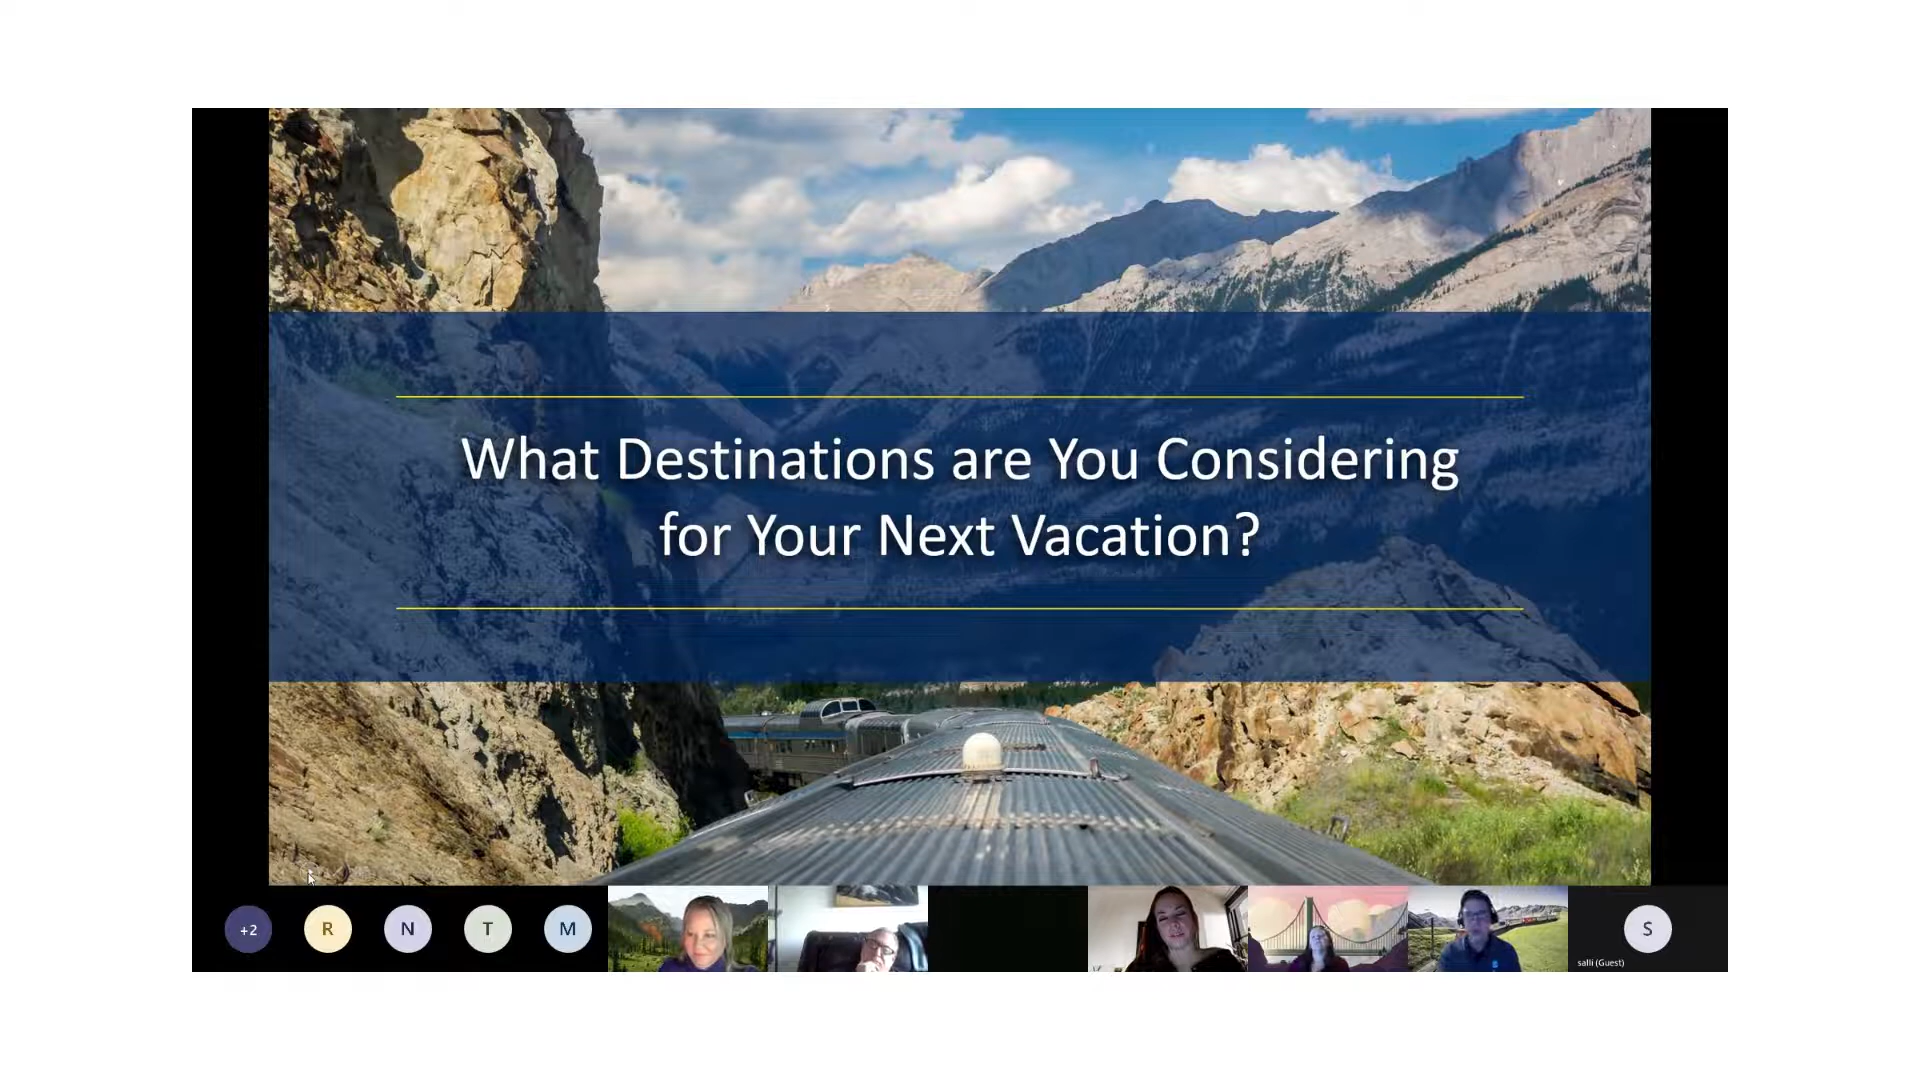 What Destinations are You Considering
for Your Next Vacation?
+2
R
N
T
M
S
salli (Guest)